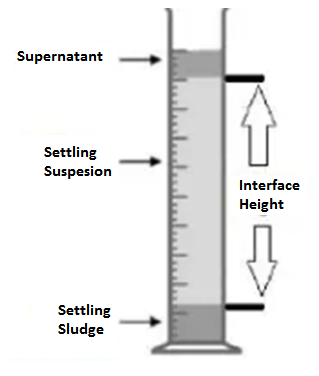 Supernatant
Settling
Suspesion
Interface
Height
Settling
Sludge